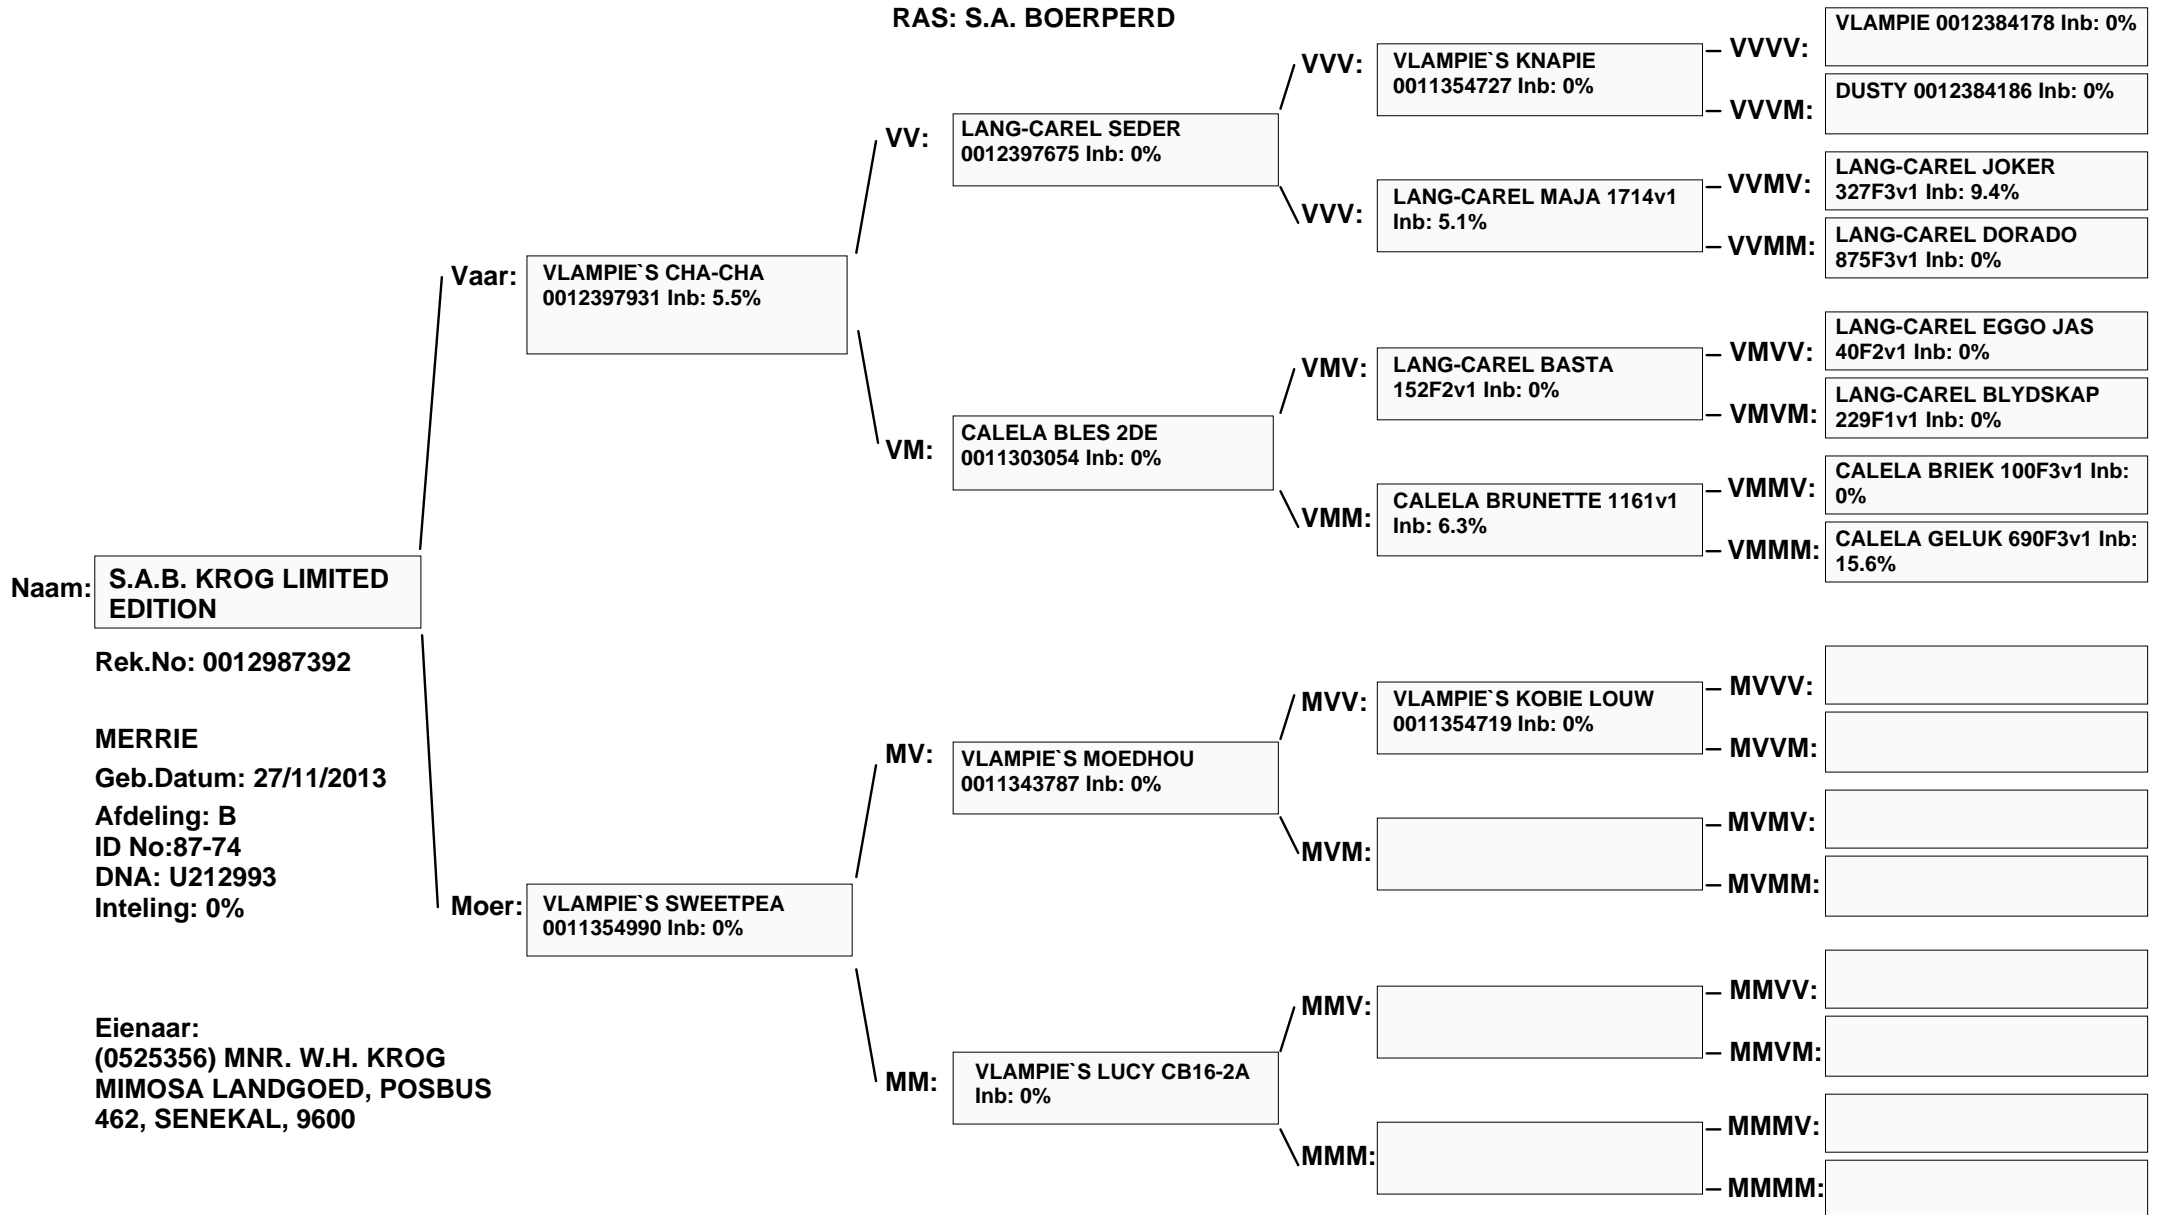 RAS: S.A. BOERPERD
Naam:
S.A.B. KROG LIMITED
EDITION
Rek.No: 0012987392
MERRIE
Geb.Datum: 27/11/2013
Afdeling: B
ID No:87-74
DNA: U212993
Inteling: 0%
Eienaar:
(0525356) MNR. W.H. KROG
MIMOSA LANDGOED, POSBUS
462, SENEKAL, 9600
Vaar:
VLAMPIE`S CHA-CHA
0012397931 Inb: 5.5%
Moer:
VLAMPIE`S SWEETPEA
0011354990 Inb: 0%
VV:
LANG-CAREL SEDER
0012397675 Inb: 0%
VM:
CALELA BLES 2DE
0011303054 Inb: 0%
MV:
VLAMPIE`S MOEDHOU
0011343787 Inb: 0%
MM:
VLAMPIE`S LUCY CB16-2A
Inb: 0%
VVV:
VLAMPIE`S KNAPIE
0011354727 Inb: 0%
VVV:
LANG-CAREL MAJA 1714v1
Inb: 5.1%
VMV:
LANG-CAREL BASTA
152F2v1 Inb: 0%
VMM:
CALELA BRUNETTE 1161v1
Inb: 6.3%
MVV:
VLAMPIE`S KOBIE LOUW
0011354719 Inb: 0%
MVM:
MMV:
MMM:
VVVV:
VLAMPIE 0012384178 Inb: 0%
VVVM:
DUSTY 0012384186 Inb: 0%
VVMV:
LANG-CAREL JOKER
327F3v1 Inb: 9.4%
VVMM:
LANG-CAREL DORADO
875F3v1 Inb: 0%
VMVV:
LANG-CAREL EGGO JAS
40F2v1 Inb: 0%
VMVM:
LANG-CAREL BLYDSKAP
229F1v1 Inb: 0%
VMMV:
CALELA BRIEK 100F3v1 Inb:
0%
VMMM:
CALELA GELUK 690F3v1 Inb:
15.6%
MVVV:
MVVM:
MVMV:
MVMM:
MMVV:
MMVM:
MMMV:
MMMM: